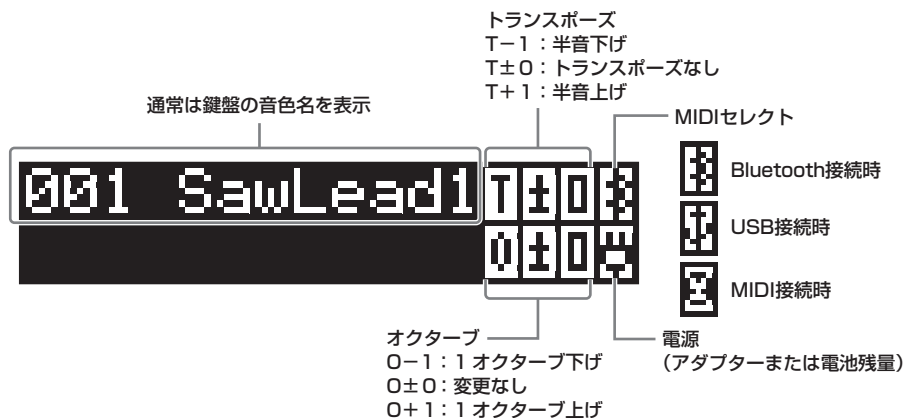 トランスポーズ
T−1：半音下げ
T±0：トランスポーズなし
T+1：半音上げ
通常は鍵盤の音色名を表示
MIDIセレクト
001 SawLead1 T±0
O±0
Bluetooth接続時
USB接続時
MIDI接続時
オクターブ
O−1：1 オクターブ下げ
O±0：変更なし
O+1：1 オクターブ上げ
電源
（アダプターまたは電池残量）